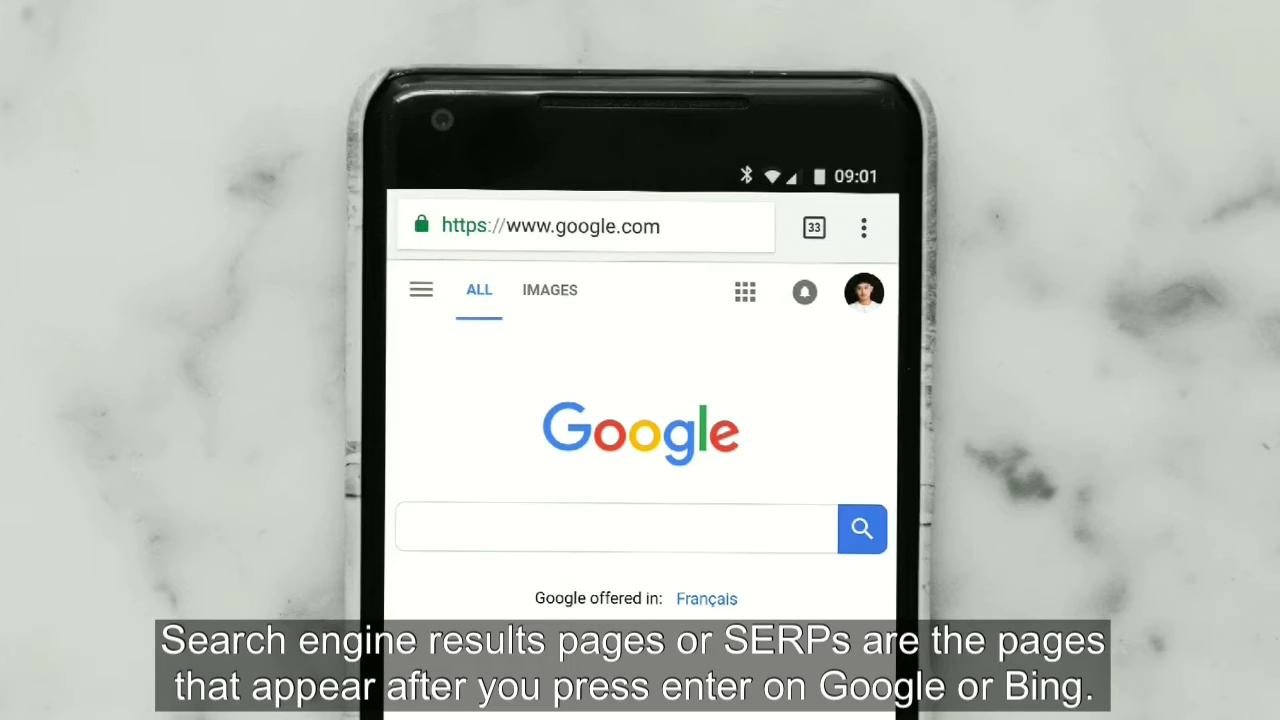 09:01
https://www.google.com
33
ALL IMAGES
Google
Google offered in: Français
Search engine results pages or SERPs are the pages
that appear after you press enter on Google or Bing.